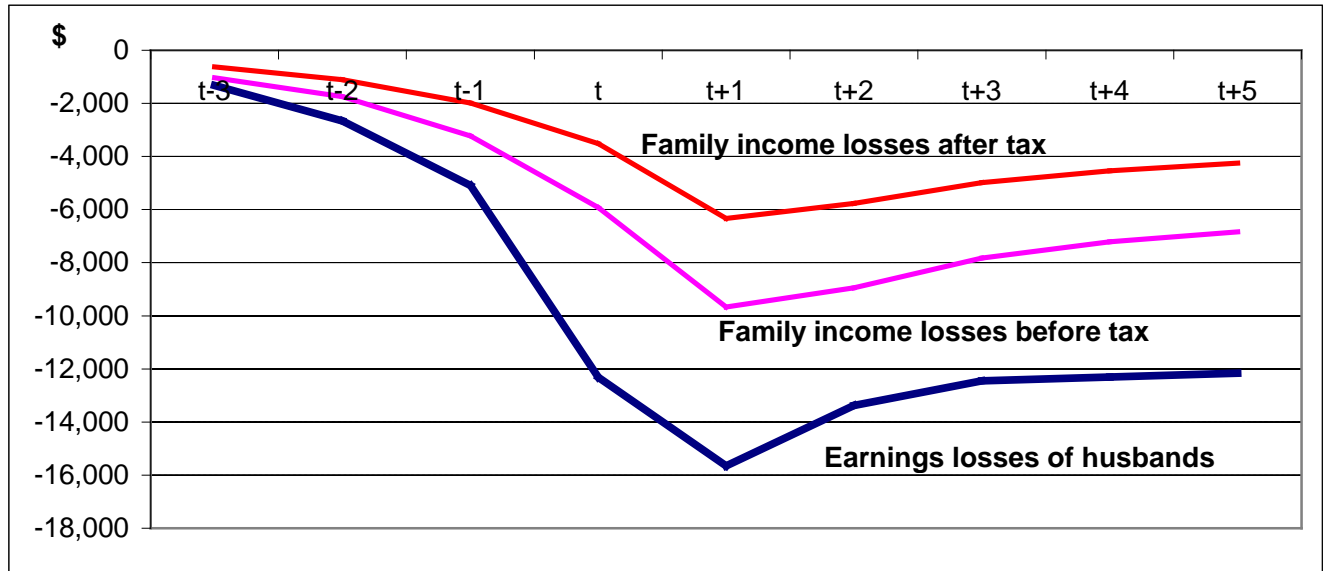 $
0
-2,000
-4,000
-6,000
-8,000
-10,000
-12,000
-14,000
-16,000
-18,000
t-3 t-2 t-1 t t+1 t+2 t+3 t+4 t+5
Family income losses after tax
Family income losses before tax
Earnings losses of husbands